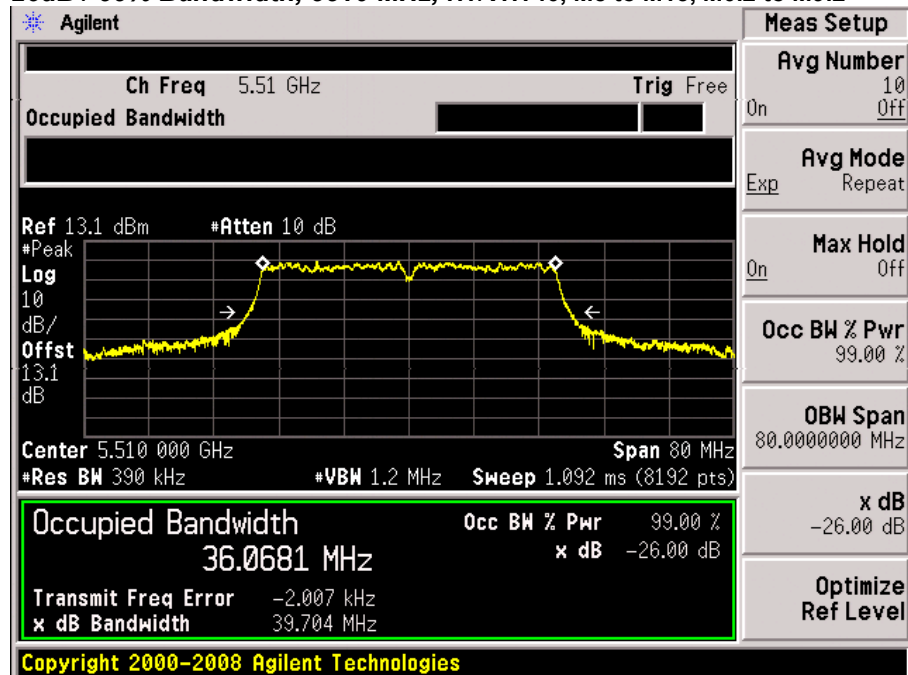 Agilent
Meas Setup
Ch Freq 5.51 GHz Trig Free
Occupied Bandwidth
Avg Number
10
On Off
Avg Mode
Exp Repeat
Max Hold
On Off
Occ BW % Pwr
99.00 %
OBW Span
80.0000000 MHz
x dB
-26.00 dB
Optimize
Ref Level
Ref 13.1 dBm #Atten 10 dB
#Peak
Log
10
dB/
Offst
13.1
dB
Center 5.510 000 GHz Span 80 MHz
#Res BW 390 kHz #VBW 1.2 MHz Sweep 1.092 ms (8192 pts)
Occupied Bandwidth Occ BW % Pwr 99.00 %
36.0681 MHz x dB -26.00 dB
Transmit Freq Error -2.007 kHz
x dB Bandwidth 39.704 MHz
Copyright 2000-2008 Agilent Technologies